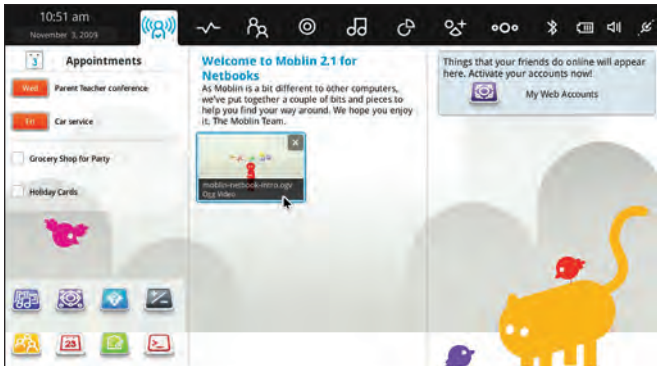 10:51 am
November 3, 2009
3
Appointments
Wed
Parent Teacher conference
Fri
Car service
Grocery Shop for Party
Holiday Cards
23
Welcome to Moblin 2.1 for
Netbooks
As Moblin is a bit different to other computers,
we've put together a couple of bits and pieces to
help you find your way around. We hope you enjoy
it. The Moblin Team.
moblin-netbook-intro.ogv
Ogg Video
Things that your friends do online will appear
here. Activate your accounts now!
My Web Accounts